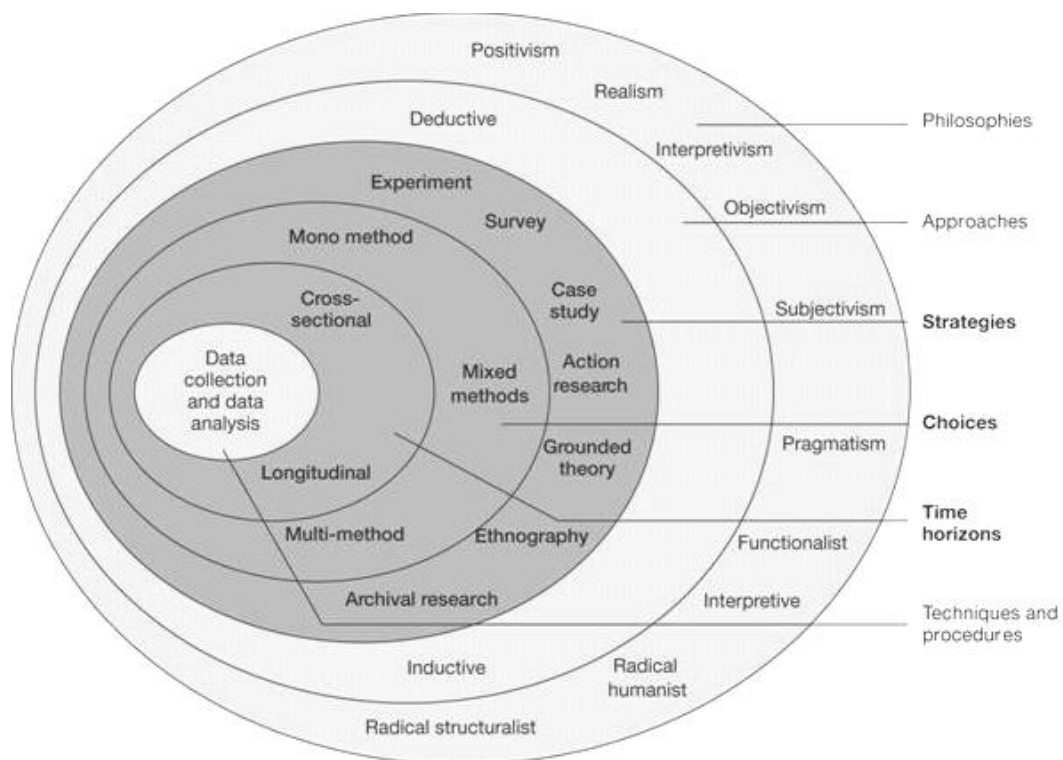 Positivism
Realism
Philosophies
Deductive
Interpretivism
Experiment
Objectivism
Approaches
Survey
Mono method
Case
study
Cross-
sectional
Subjectivism
Strategies
Data
collection
and data
analysis
Mixed
methods
Action
research
Choices
Grounded
theory
Pragmatism
Longitudinal
Time
horizons
Multi-method
Ethnography
Functionalist
Archival research
Interpretive
Techniques and
procedures
Inductive
Radical
humanist
Radical structuralist